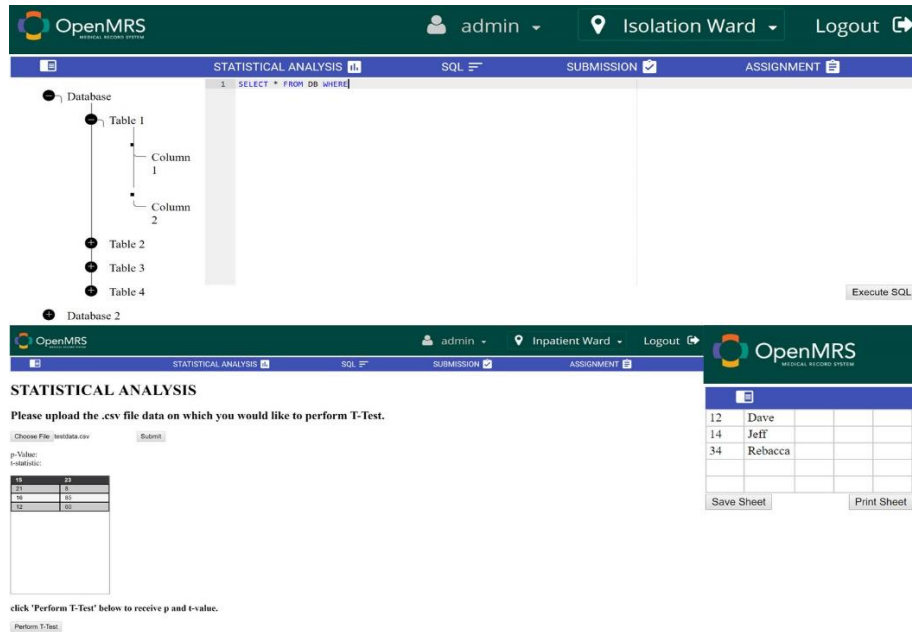 OpenMRS
MEDICAL RECORD SYSTEM
admin
Isolation Ward
Logout
STATISTICAL ANALYSIS
SQL
SUBMISSION
ASSIGNMENT
Database
Table 1
Column
1
Column
2
Table 2
Table 3
Table 4
Database 2
1 SELECT * FROM DB WHERE
Execute SQL
OpenMRS
admin
Inpatient Ward
Logout
STATISTICAL ANALYSIS
SQL
SUBMISSION
ASSIGNMENT
STATISTICAL ANALYSIS
Please upload the .csv file data on which you would like to perform T-Test.
Choose File testdata.csv
Submit
p-Value:
t-statistic:
15 23
21 8
16 85
12 60
click 'Perform T-Test' below to receive p and t-value.
Perform T-Test
OpenMRS
MEDICAL RECORD SYSTEM
12 Dave
14 Jeff
34 Rebacca
Save Sheet
Print Sheet